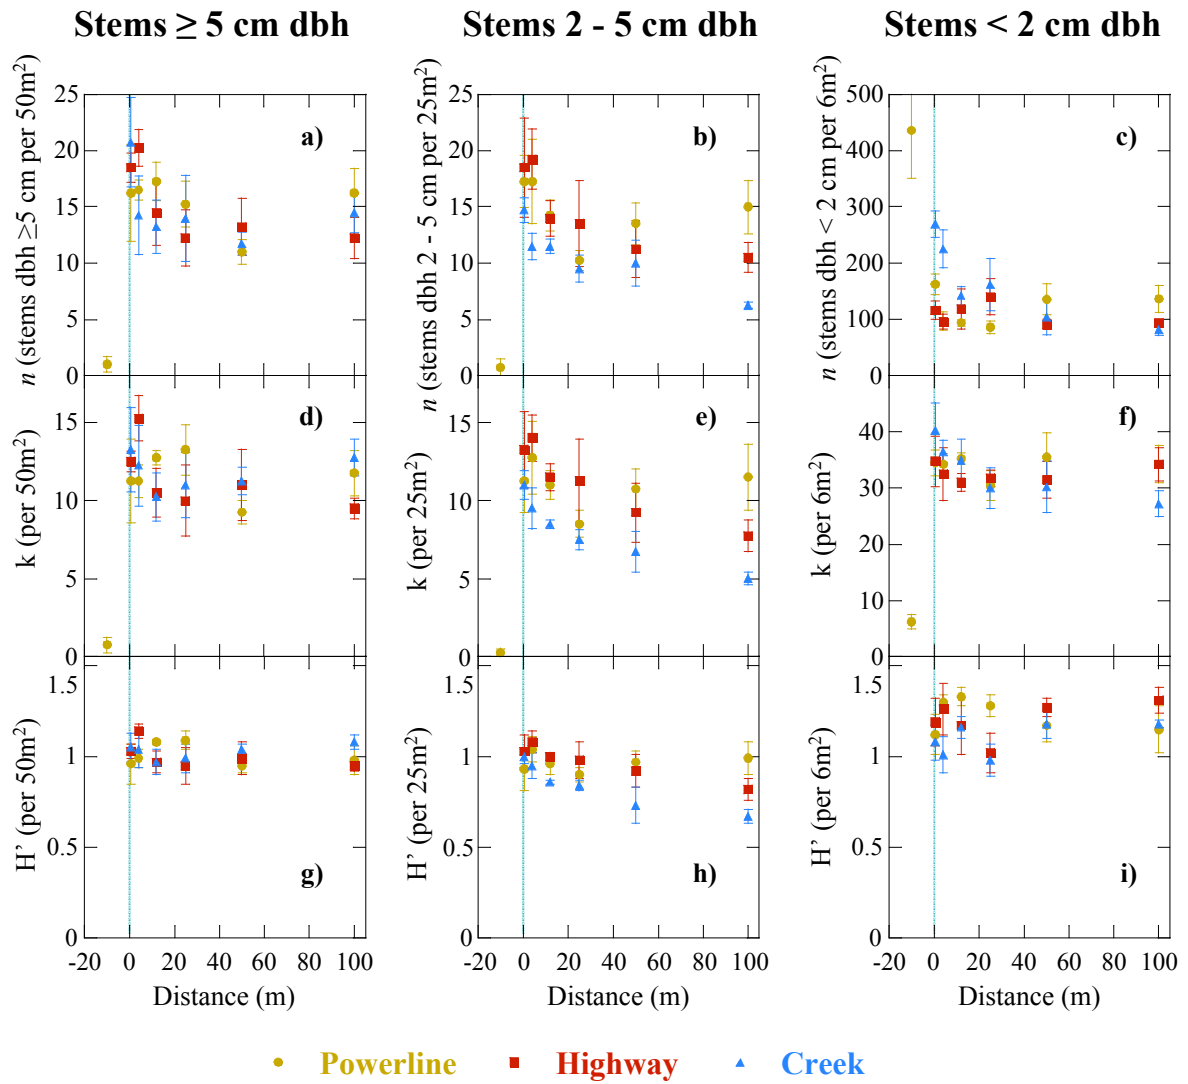 Stems ≥ 5 cm dbh Stems 2 - 5 cm dbh Stems < 2 cm dbh
n (stems dbh ≥5 cm per 50m²)
25
20
15
10
5
0
a)
n (stems dbh 2 - 5 cm per 25m²)
25
20
15
10
5
0
b)
n (stems dbh < 2 cm per 6m²)
500
400
300
200
100
0
c)
k (per 50m²)
15
10
5
0
d)
k (per 25m²)
15
10
5
0
e)
k (per 6m²)
40
30
20
10
0
f)
H' (per 50m²)
1.5
1
0.5
0
g)
H' (per 25m²)
1.5
1
0.5
0
h)
H' (per 6m²)
1.5
1
0.5
0
i)
-20 0 20 40 60 80 100 -20 0 20 40 60 80 100 -20 0 20 40 60 80 100
Distance (m) Distance (m) Distance (m)
Powerline Highway Creek